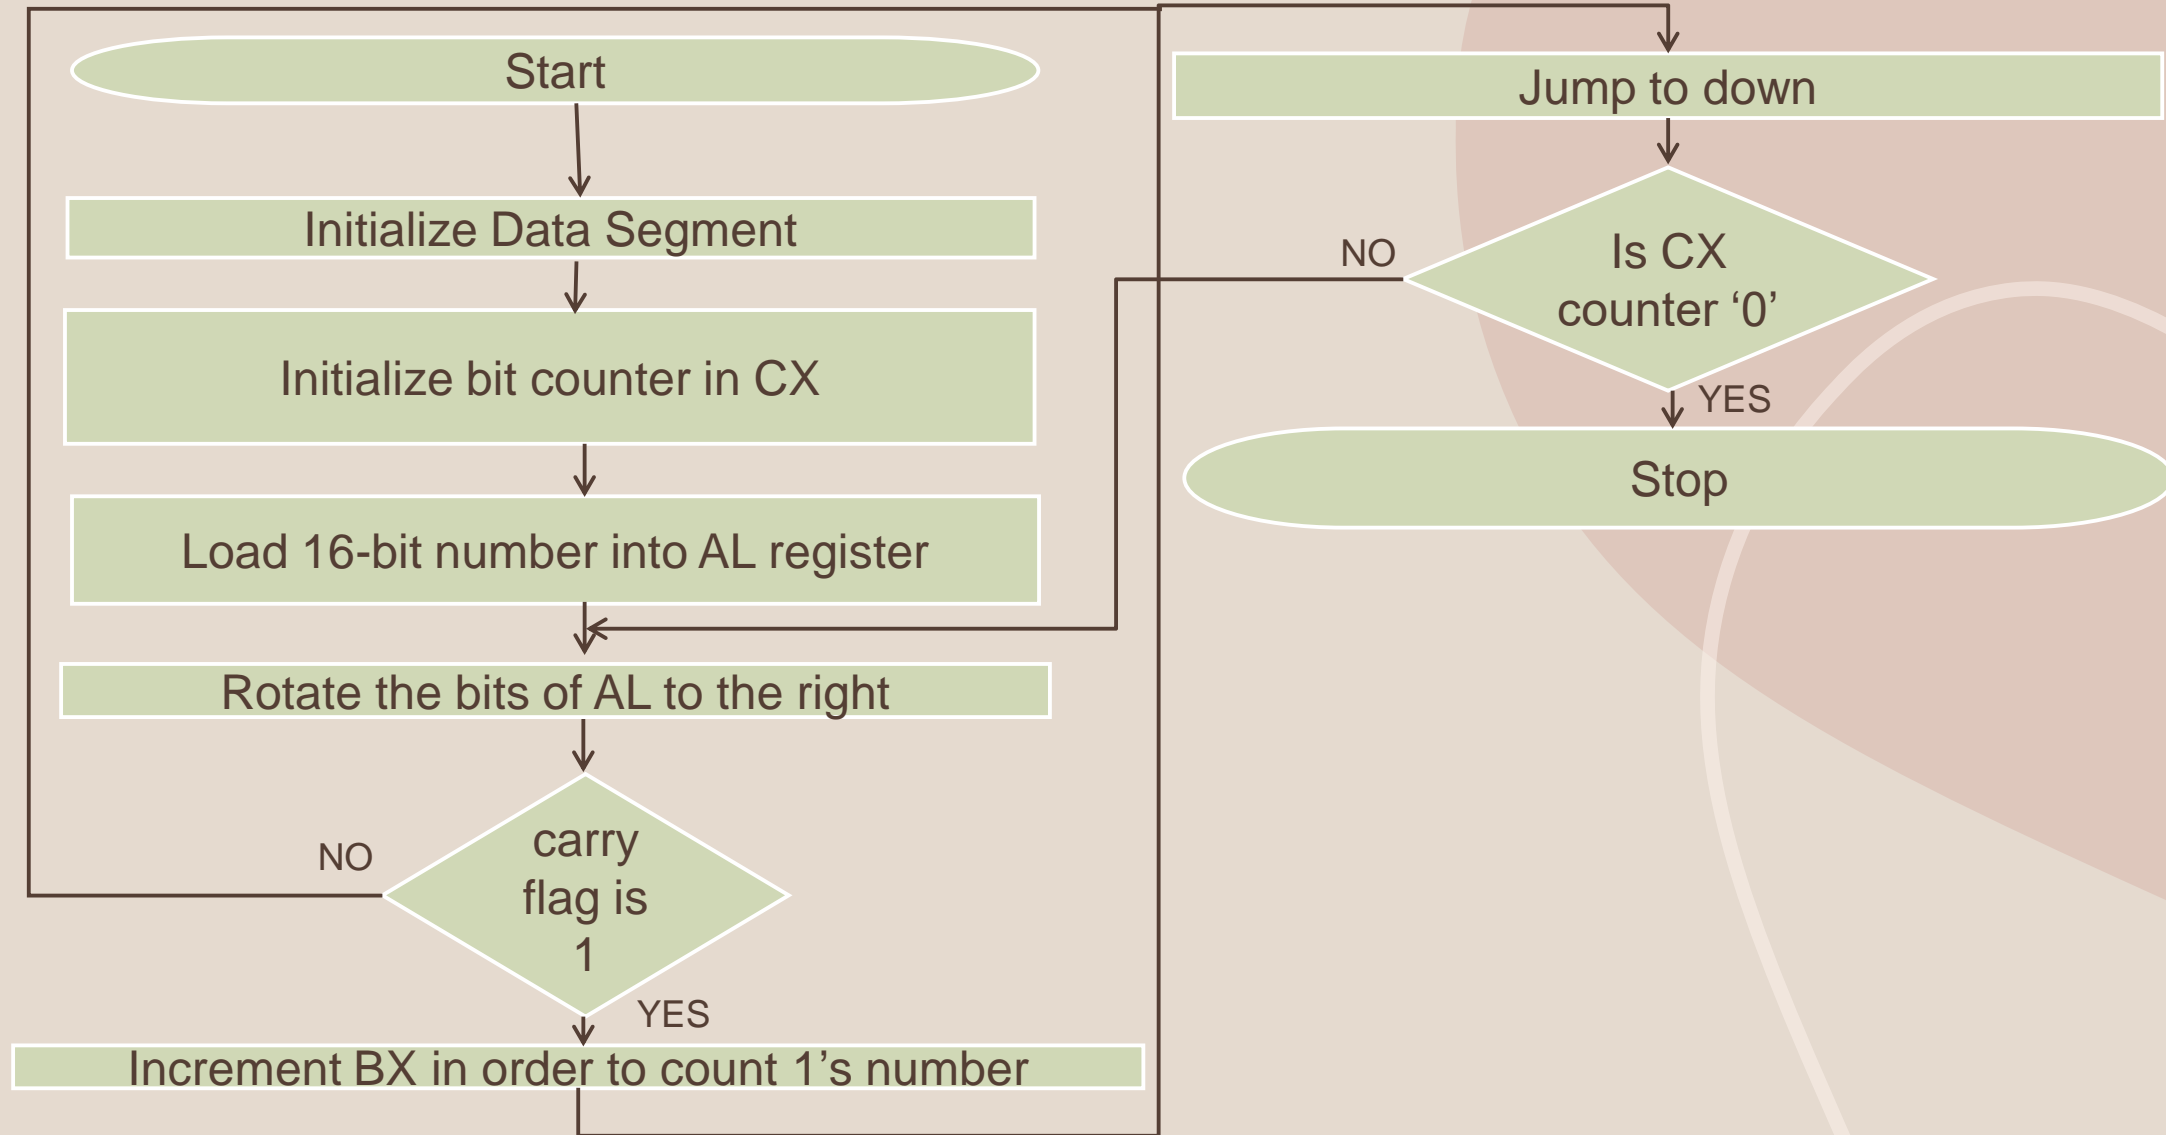 Start
Initialize Data Segment
Initialize bit counter in CX
Load 16-bit number into AL register
Rotate the bits of AL to the right
carry
flag is
1
NO
YES
Increment BX in order to count 1’s number
Jump to down
Is CX
counter ‘0’
NO
YES
Stop